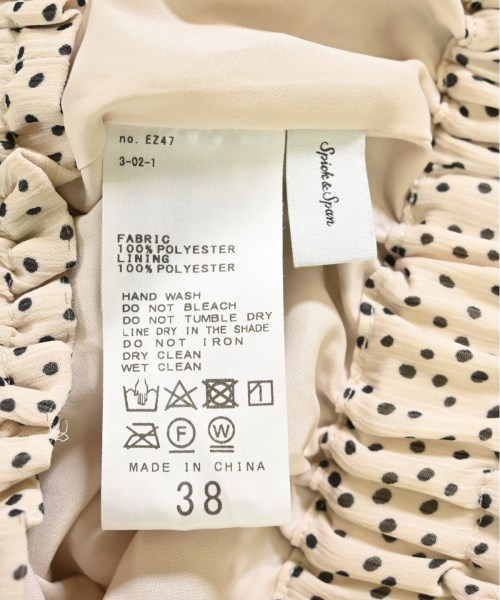 no. EZ47
3-02-1
FABRIC
100% POLYESTER
LINING
100% POLYESTER
HAND WASH
DO NOT BLEACH
DO NOT TUMBLE DRY
LINE DRY IN THE SHADE
DO NOT IRON
DRY CLEAN
WET CLEAN
F W
MADE IN CHINA
38
Spick & Span